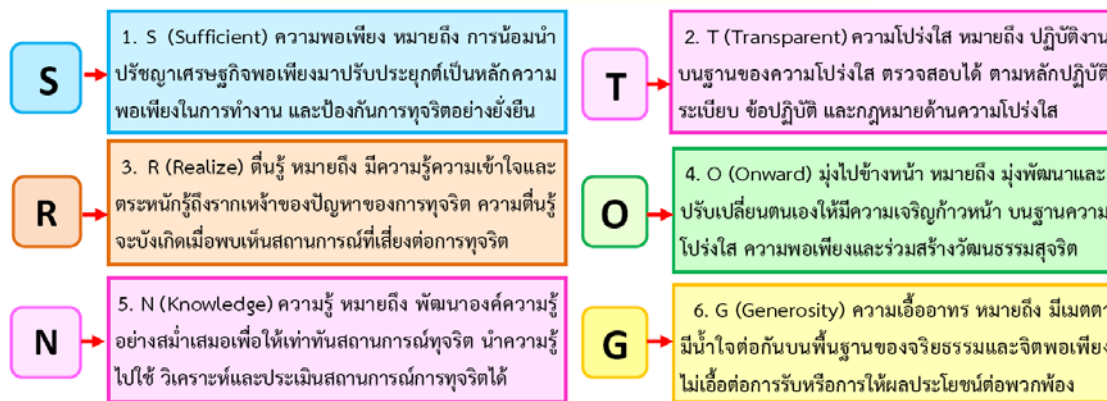 S
1. S (Sufficient) ความพอเพียง หมายถึง การน้อมนำ
ปรัชญาเศรษฐกิจพอเพียงมาปรับประยุกต์เป็นหลักความ
พอเพียงในการทำงาน และป้องกันการทุจริตอย่างยั่งยืน
T
2. T (Transparent) ความโปร่งใส หมายถึง ปฏิบัติงาน
บนฐานของความโปร่งใส ตรวจสอบได้ ตามหลักปฏิบัติ
ระเบียบ ข้อปฏิบัติ และกฎหมายด้านความโปร่งใส
R
3. R (Realize) ตื่นรู้ หมายถึง มีความรู้ความเข้าใจและ
ตระหนักรู้ถึงรากเหง้าของปัญหาของการทุจริต ความตื่นรู้
จะบังเกิดเมื่อพบเห็นสถานการณ์ที่เสี่ยงต่อการทุจริต
O
4. O (Onward) มุ่งไปข้างหน้า หมายถึง มุ่งพัฒนาและ
ปรับเปลี่ยนตนเองให้มีความเจริญก้าวหน้า บนฐานความ
โปร่งใส ความพอเพียงและร่วมสร้างวัฒนธรรมสุจริต
N
5. N (Knowledge) ความรู้ หมายถึง พัฒนาองค์ความรู้
อย่างสม่ำเสมอเพื่อให้เท่าทันสถานการณ์ทุจริต นำความรู้
ไปใช้ วิเคราะห์และประเมินสถานการณ์การทุจริตได้
G
6. G (Generosity) ความเอื้ออาทร หมายถึง มีเมตตา
มีน้ำใจต่อกันบนพื้นฐานของจริยธรรมและจิตพอเพียง
ไม่เอื้อต่อการรับหรือการให้ผลประโยชน์ต่อพวกพ้อง